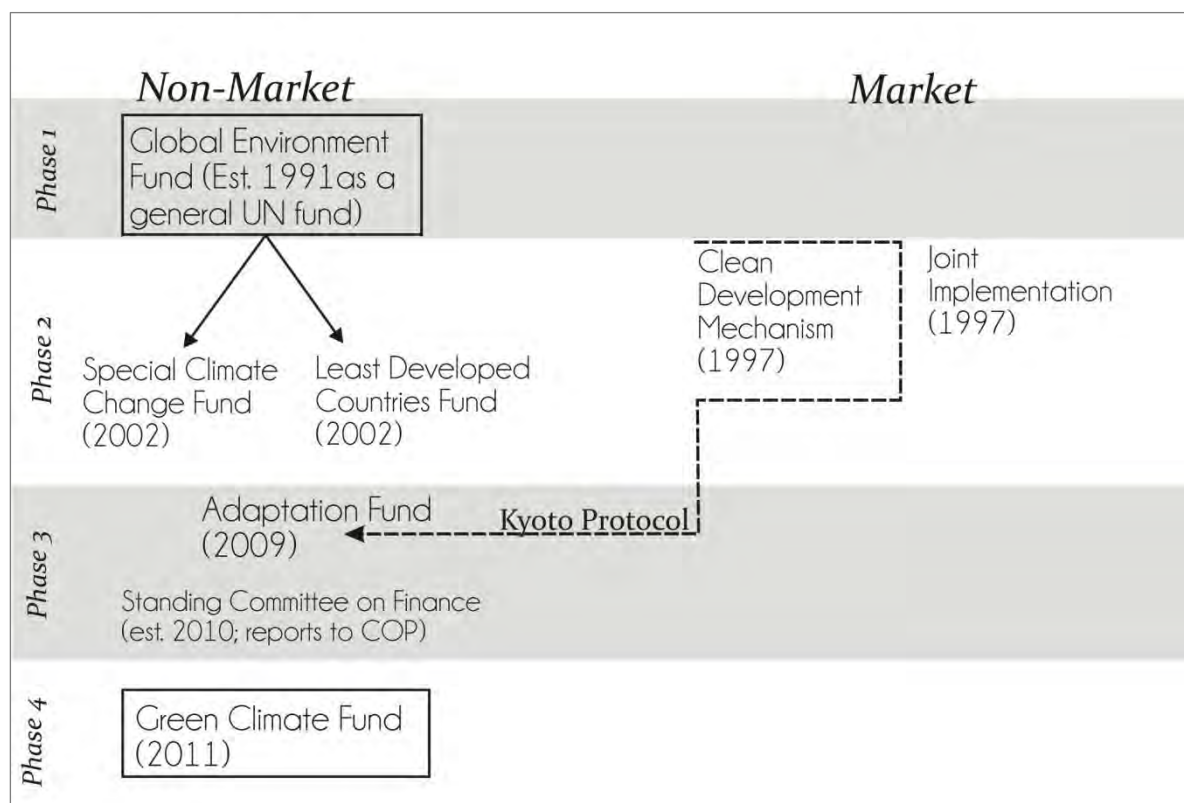 Non-Market
Market
Phase 1
Global Environment
Fund (Est. 1991as a
general UN fund)
Phase 2
Special Climate
Change Fund
(2002)
Least Developed
Countries Fund
(2002)
Clean
Development
Mechanism
(1997)
Joint
Implementation
(1997)
Phase 3
Adaptation Fund
(2009)
Kyoto Protocol
Standing Committee on Finance
(est. 2010; reports to COP)
Phase 4
Green Climate Fund
(2011)